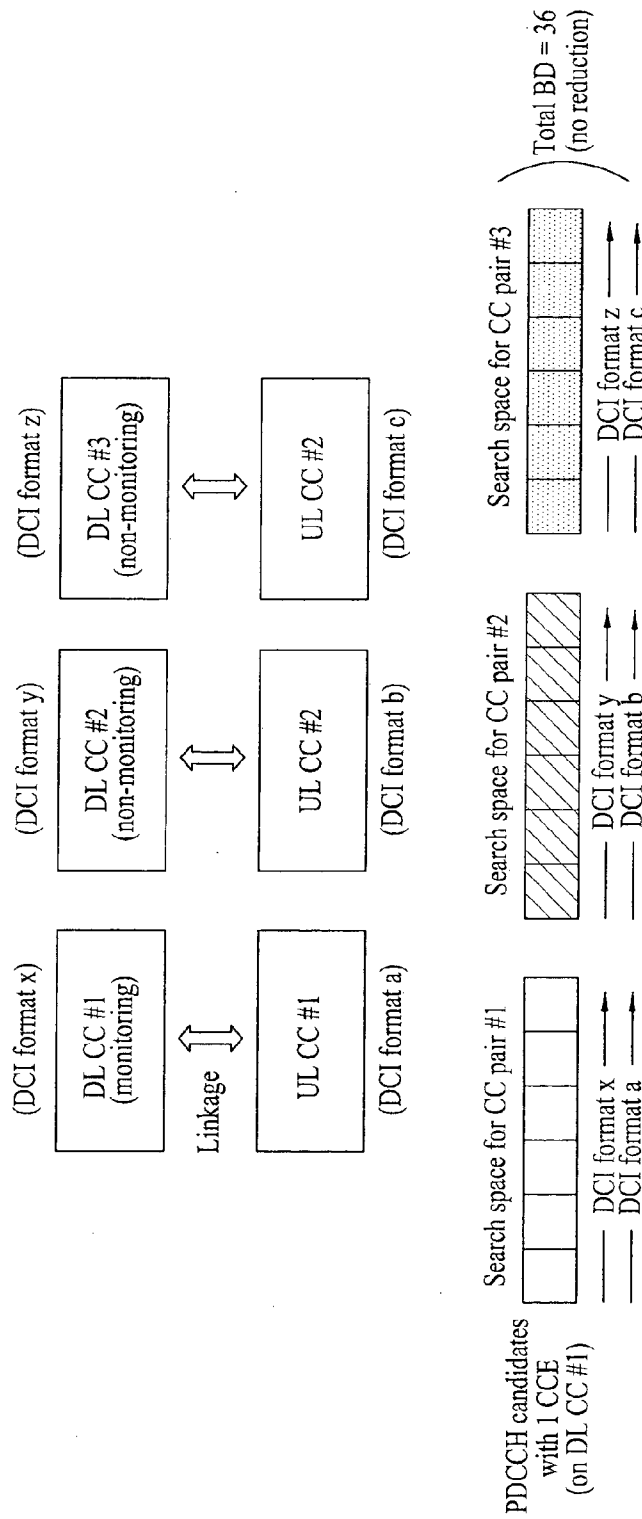 (DCI format x)
(DCI format y)
(DCI format z)
DL CC #1
(monitoring)
DL CC #2
(non-monitoring)
DL CC #3
(non-monitoring)
Linkage
UL CC #1
UL CC #2
UL CC #2
(DCI format a)
(DCI format b)
(DCI format c)
Search space for CC pair #1
Search space for CC pair #2
Search space for CC pair #3
PDCCH candidates
with 1 CCE
(on DL CC #1)
Total BD = 36
(no reduction)
DCI format x
DCI format a
DCI format y
DCI format b
DCI format z
DCI format c